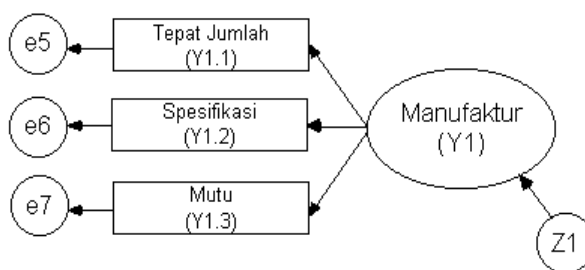 e5
Tepat Jumlah
(Y1.1)
e6
Spesifikasi
(Y1.2)
Manufaktur
(Y1)
e7
Mutu
(Y1.3)
Z1